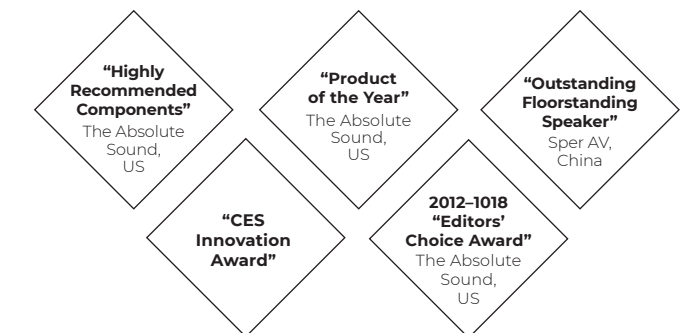 “Highly
Recommended
Components”
The Absolute
Sound,
US
“Product
of the Year”
The Absolute
Sound,
US
“Outstanding
Floorstanding
Speaker”
Sper AV,
China
“CES
Innovation
Award”
2012–1018
“Editors’
Choice Award”
The Absolute
Sound,
US